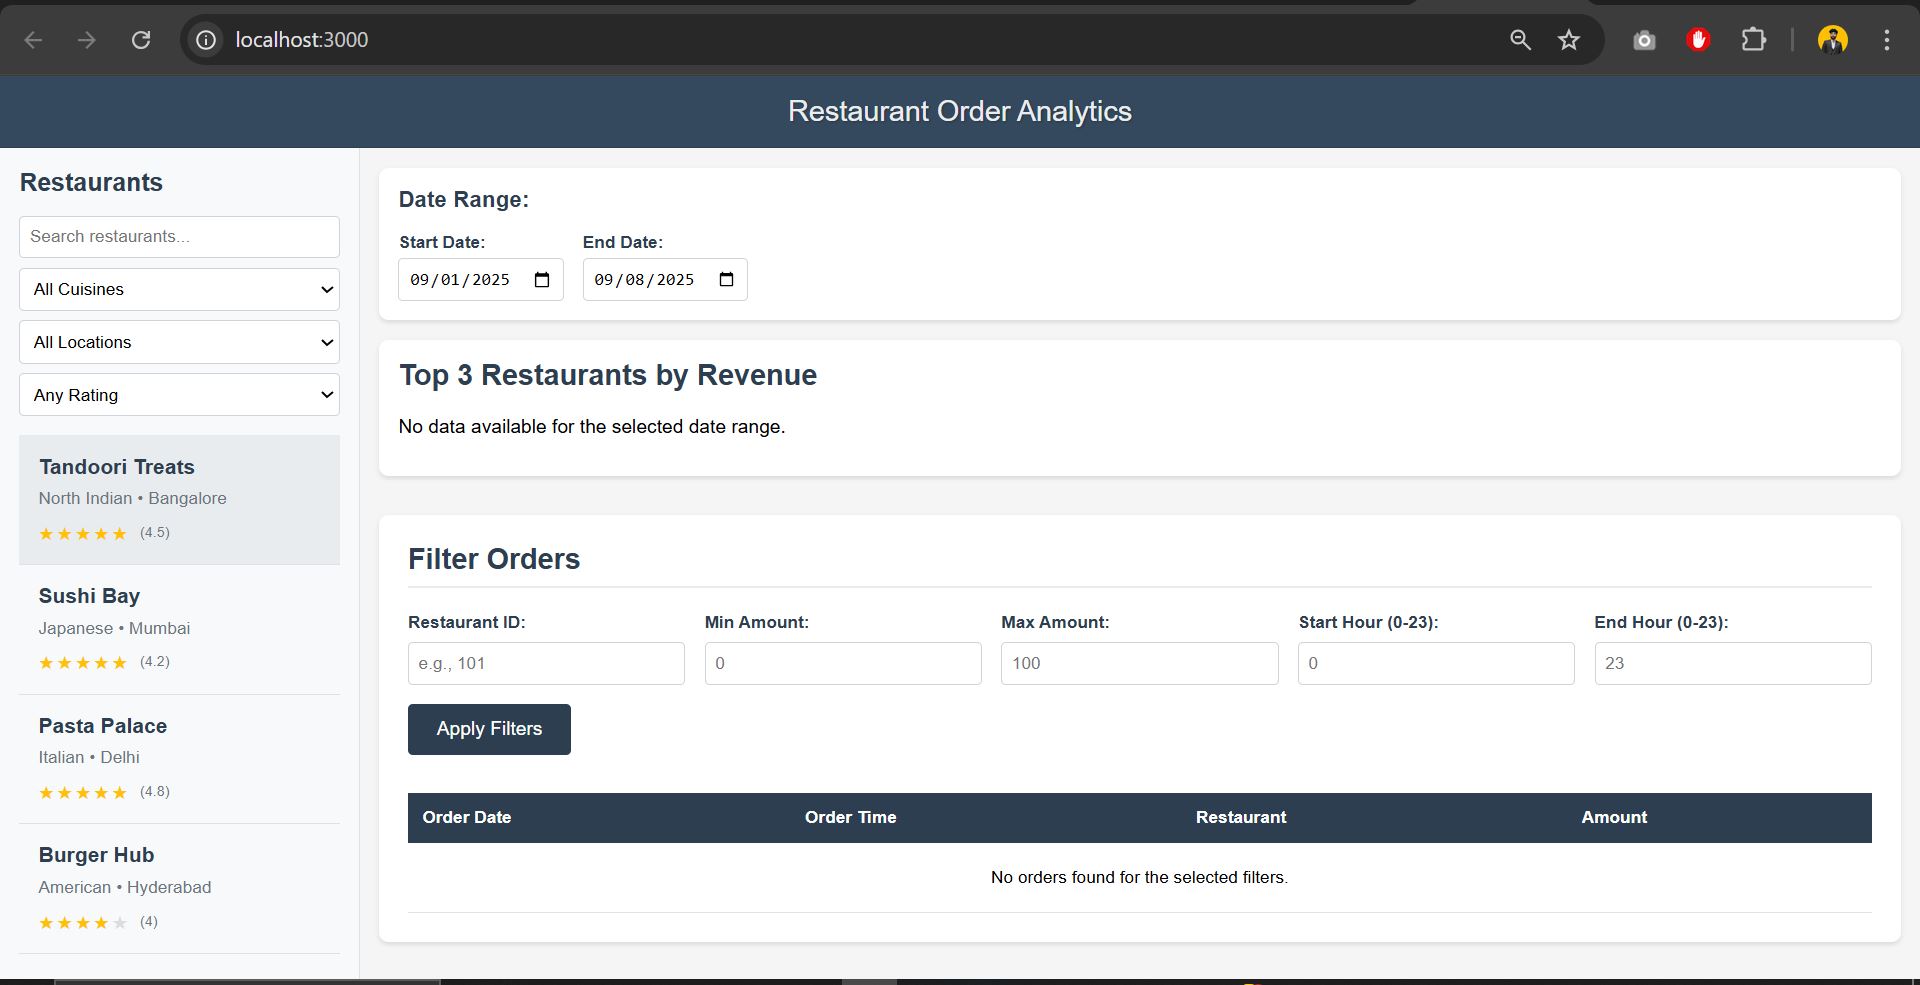 localhost:3000
Restaurant Order Analytics
Restaurants
Search restaurants...
All Cuisines
All Locations
Any Rating
Tandoori Treats
North Indian • Bangalore
★★★★★ (4.5)
Sushi Bay
Japanese • Mumbai
★★★★★ (4.2)
Pasta Palace
Italian • Delhi
★★★★★ (4.8)
Burger Hub
American • Hyderabad
★★★★★ (4)
Date Range:
Start Date: End Date:
09/01/2025 09/08/2025
Top 3 Restaurants by Revenue
No data available for the selected date range.
Filter Orders
Restaurant ID: Min Amount: Max Amount: Start Hour (0-23): End Hour (0-23):
e.g., 101 0 100 0 23
Apply Filters
Order Date Order Time Restaurant Amount
No orders found for the selected filters.